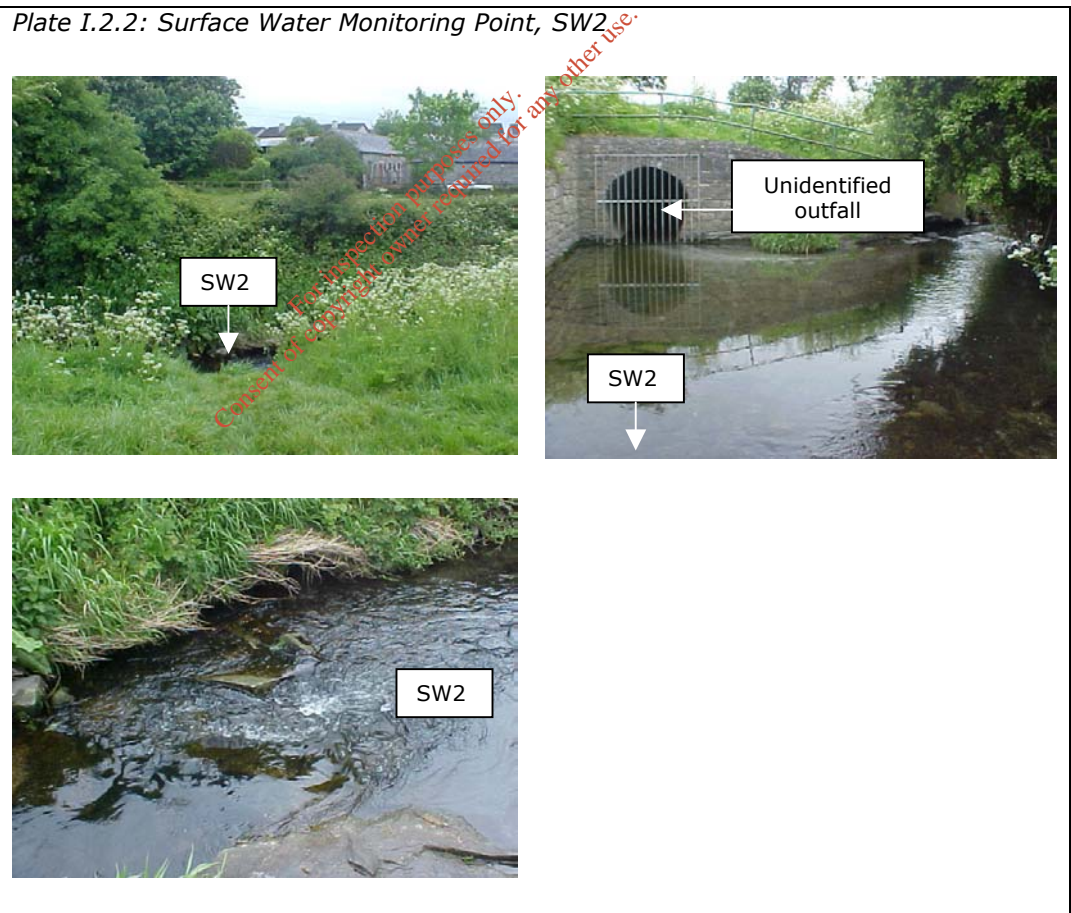 Plate I.2.2: Surface Water Monitoring Point, SW2
For inspection purposes only.
Consent of copyright owner required for any other use.
SW2
Unidentified
outfall
SW2
SW2